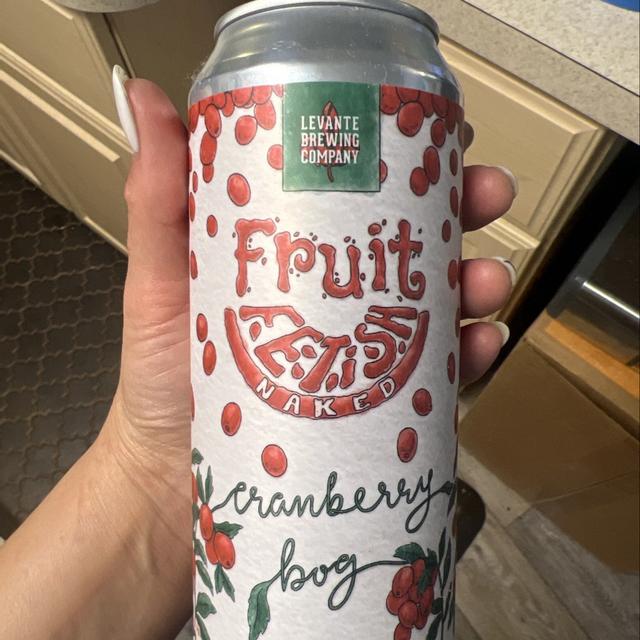 LEVANTE
BREWING
COMPANY
Fruit
FETiSH
NAKED
cranberry
bog